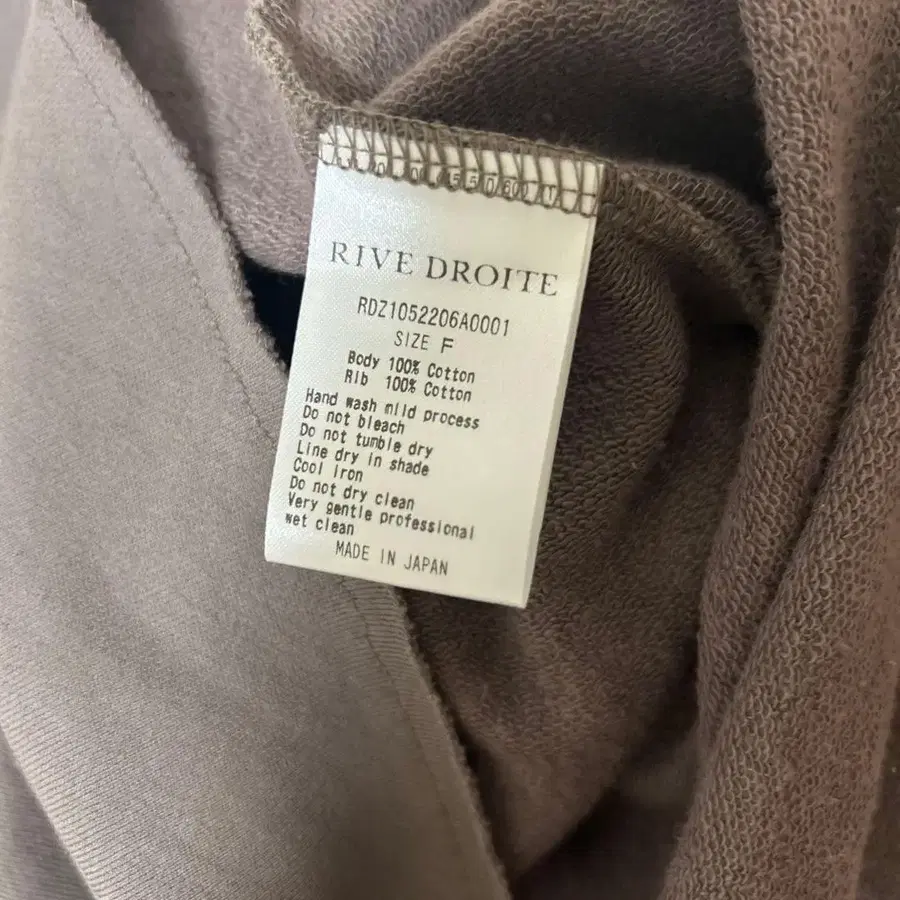 RIVE DROITE
RDZ1052206A0001
SIZE F
Body 100% Cotton
Rib 100% Cotton
Hand wash mild process
Do not bleach
Do not tumble dry
Line dry in shade
Cool iron
Do not dry clean
Very gentle professional
wet clean
MADE IN JAPAN